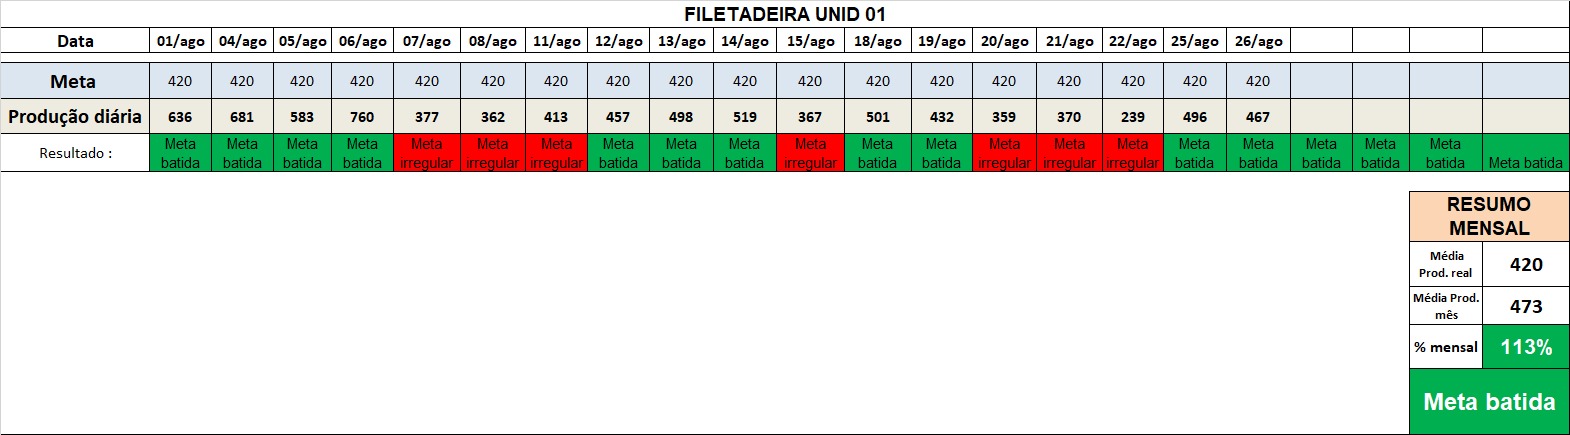 FILETADEIRA UNID 01
Data 01/ago 04/ago 05/ago 06/ago 07/ago 08/ago 11/ago 12/ago 13/ago 14/ago 15/ago 18/ago 19/ago 20/ago 21/ago 22/ago 25/ago 26/ago
Meta 420 420 420 420 420 420 420 420 420 420 420 420 420 420 420 420 420 420
Produção diária 636 681 583 760 377 362 413 457 498 519 367 501 432 359 370 239 496 467
Resultado : Meta batida Meta batida Meta batida Meta batida Meta irregular Meta irregular Meta irregular Meta batida Meta batida Meta batida Meta irregular Meta batida Meta batida Meta irregular Meta irregular Meta irregular Meta batida Meta batida Meta batida Meta batida Meta batida Meta batida
RESUMO
MENSAL
Média
Prod. real 420
Média Prod.
mês 473
% mensal 113%
Meta batida